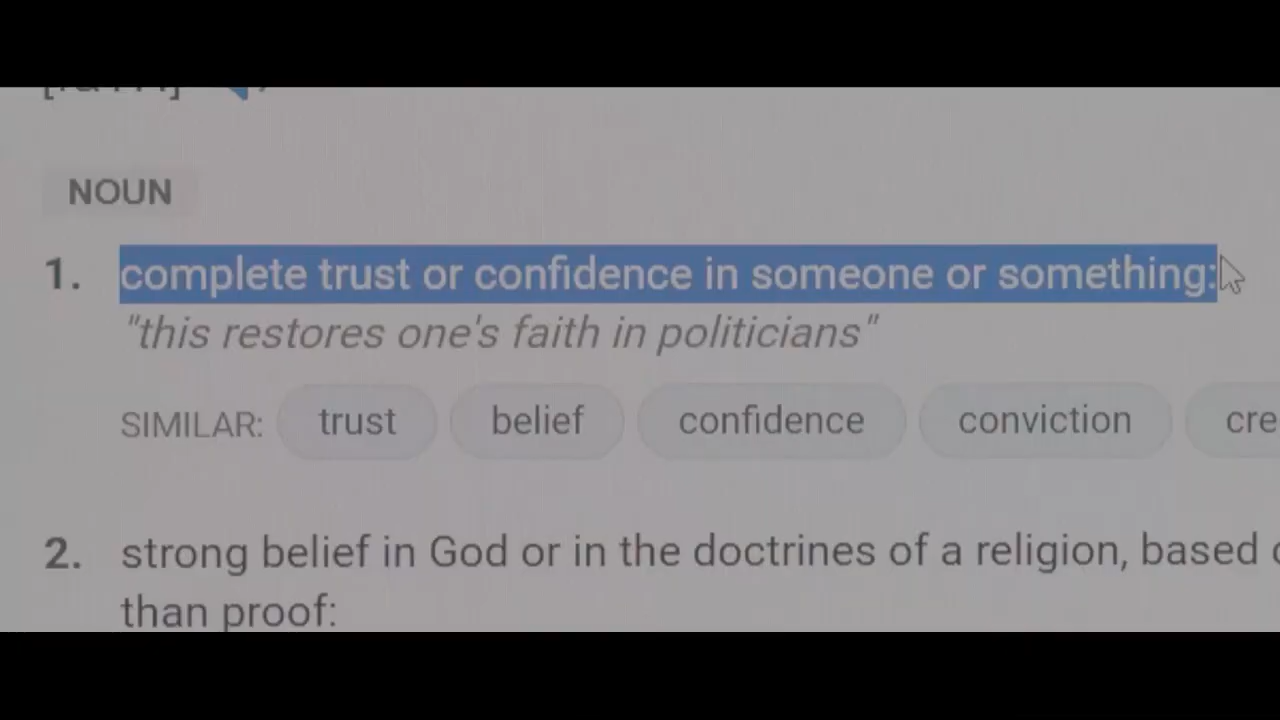 NOUN
1. complete trust or confidence in someone or something:
"this restores one's faith in politicians"
SIMILAR: trust belief confidence conviction
2. strong belief in God or in the doctrines of a religion, based
than proof: